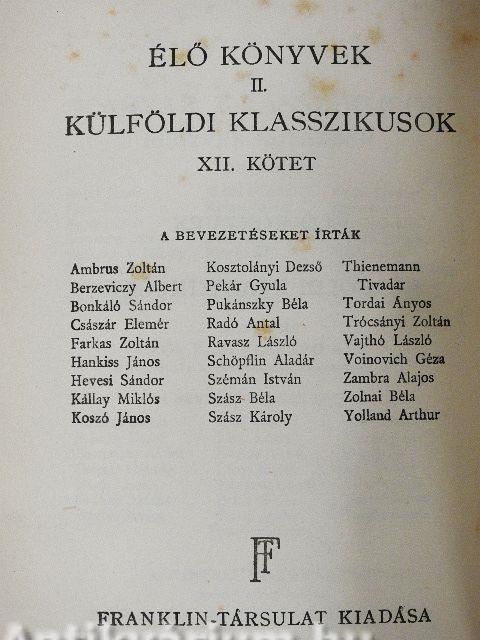 ÉLŐ KÖNYVEK
II.
KÜLFÖLDI KLASSZIKUSOK
XII. KÖTET
A BEVEZETÉSEKET ÍRTÁK
Ambrus Zoltán
Berzeviczy Albert
Bonkáló Sándor
Császár Elemér
Farkas Zoltán
Hankiss János
Hevesi Sándor
Kállay Miklós
Koszó János
Kosztolányi Dezső
Pekár Gyula
Pukánszky Béla
Radó Antal
Ravasz László
Schöpflin Aladár
Szémán István
Szász Béla
Szász Károly
Thienemann
Tivadar
Tordai Ányos
Trócsányi Zoltán
Vajthó László
Voinovich Géza
Zambra Alajos
Zolnai Béla
Yolland Arthur
FT
FRANKLIN-TÁRSULAT KIADÁSA